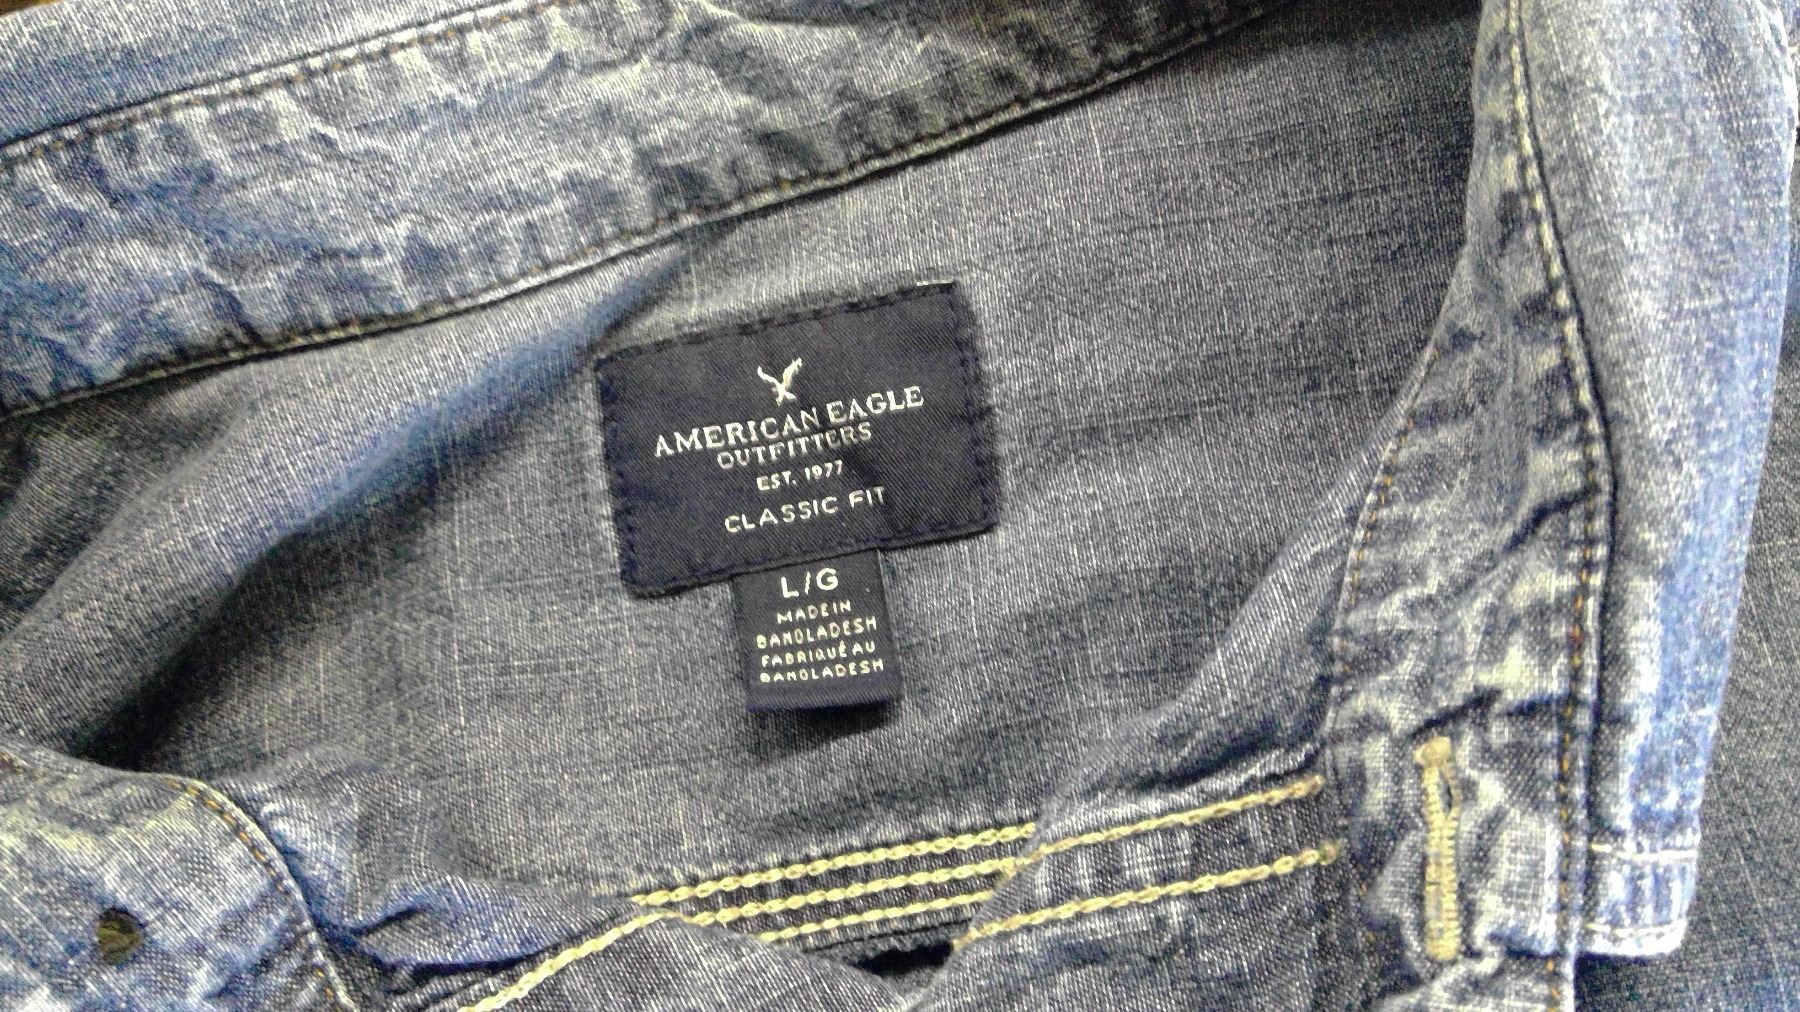 AMERICAN EAGLE
OUTFITTERS
EST. 1977
CLASSIC FIT
L/G
MADE IN
BANGLADESH
FABRIQUÉ AU
BANGLADESH